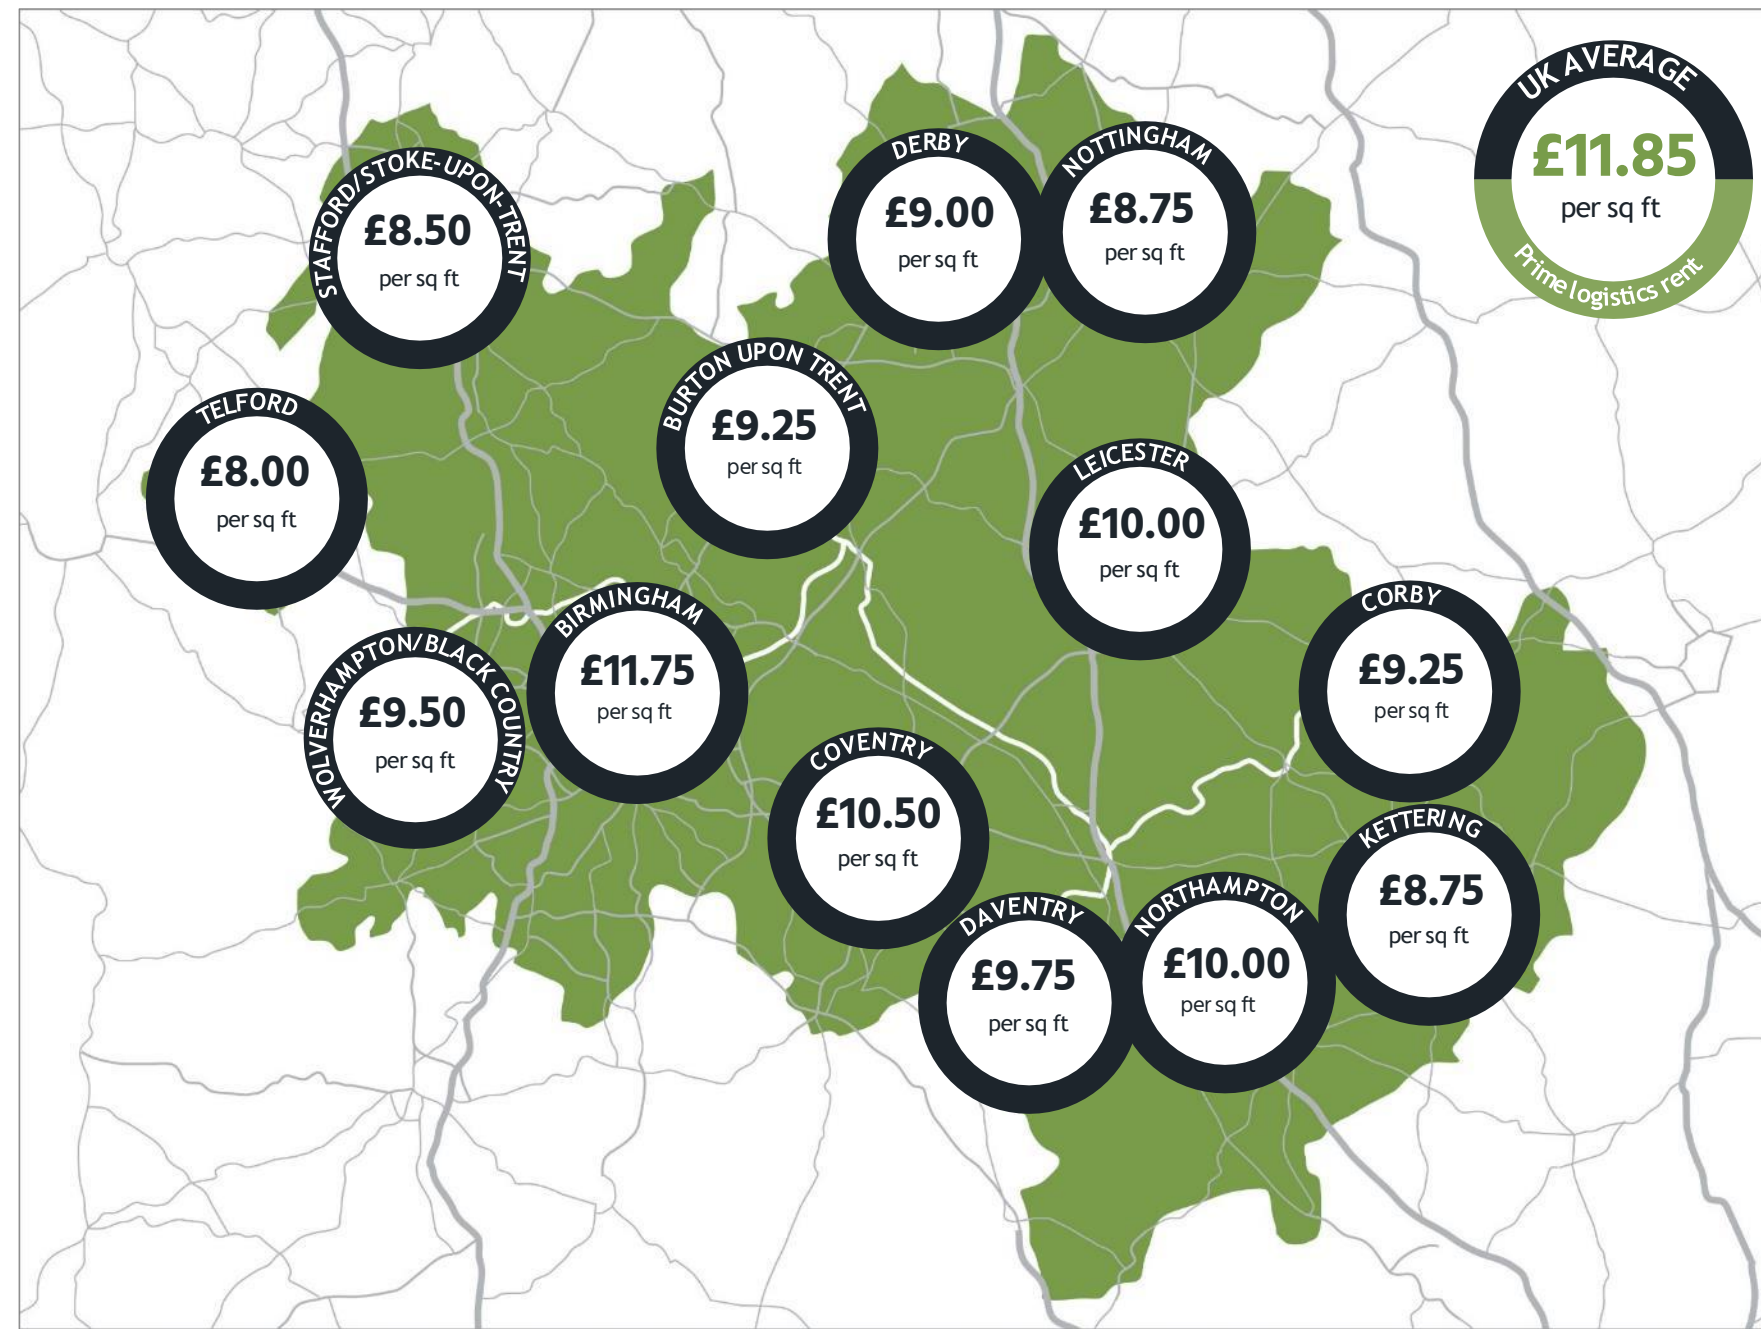 UK AVERAGE
£11.85
per sq ft
Prime logistics rent
DERBY
£9.00
per sq ft
NOTTINGHAM
£8.75
per sq ft
STAFFORD/STOKE-UPON-TRENT
£8.50
per sq ft
BURTON UPON TRENT
£9.25
per sq ft
TELFORD
£8.00
per sq ft
LEICESTER
£10.00
per sq ft
BIRMINGHAM
£11.75
per sq ft
CORBY
£9.25
per sq ft
WOLVERHAMPTON/BLACK COUNTRY
£9.50
per sq ft
COVENTRY
£10.50
per sq ft
KETTERING
£8.75
per sq ft
DAVENTRY
£9.75
per sq ft
NORTHAMPTON
£10.00
per sq ft